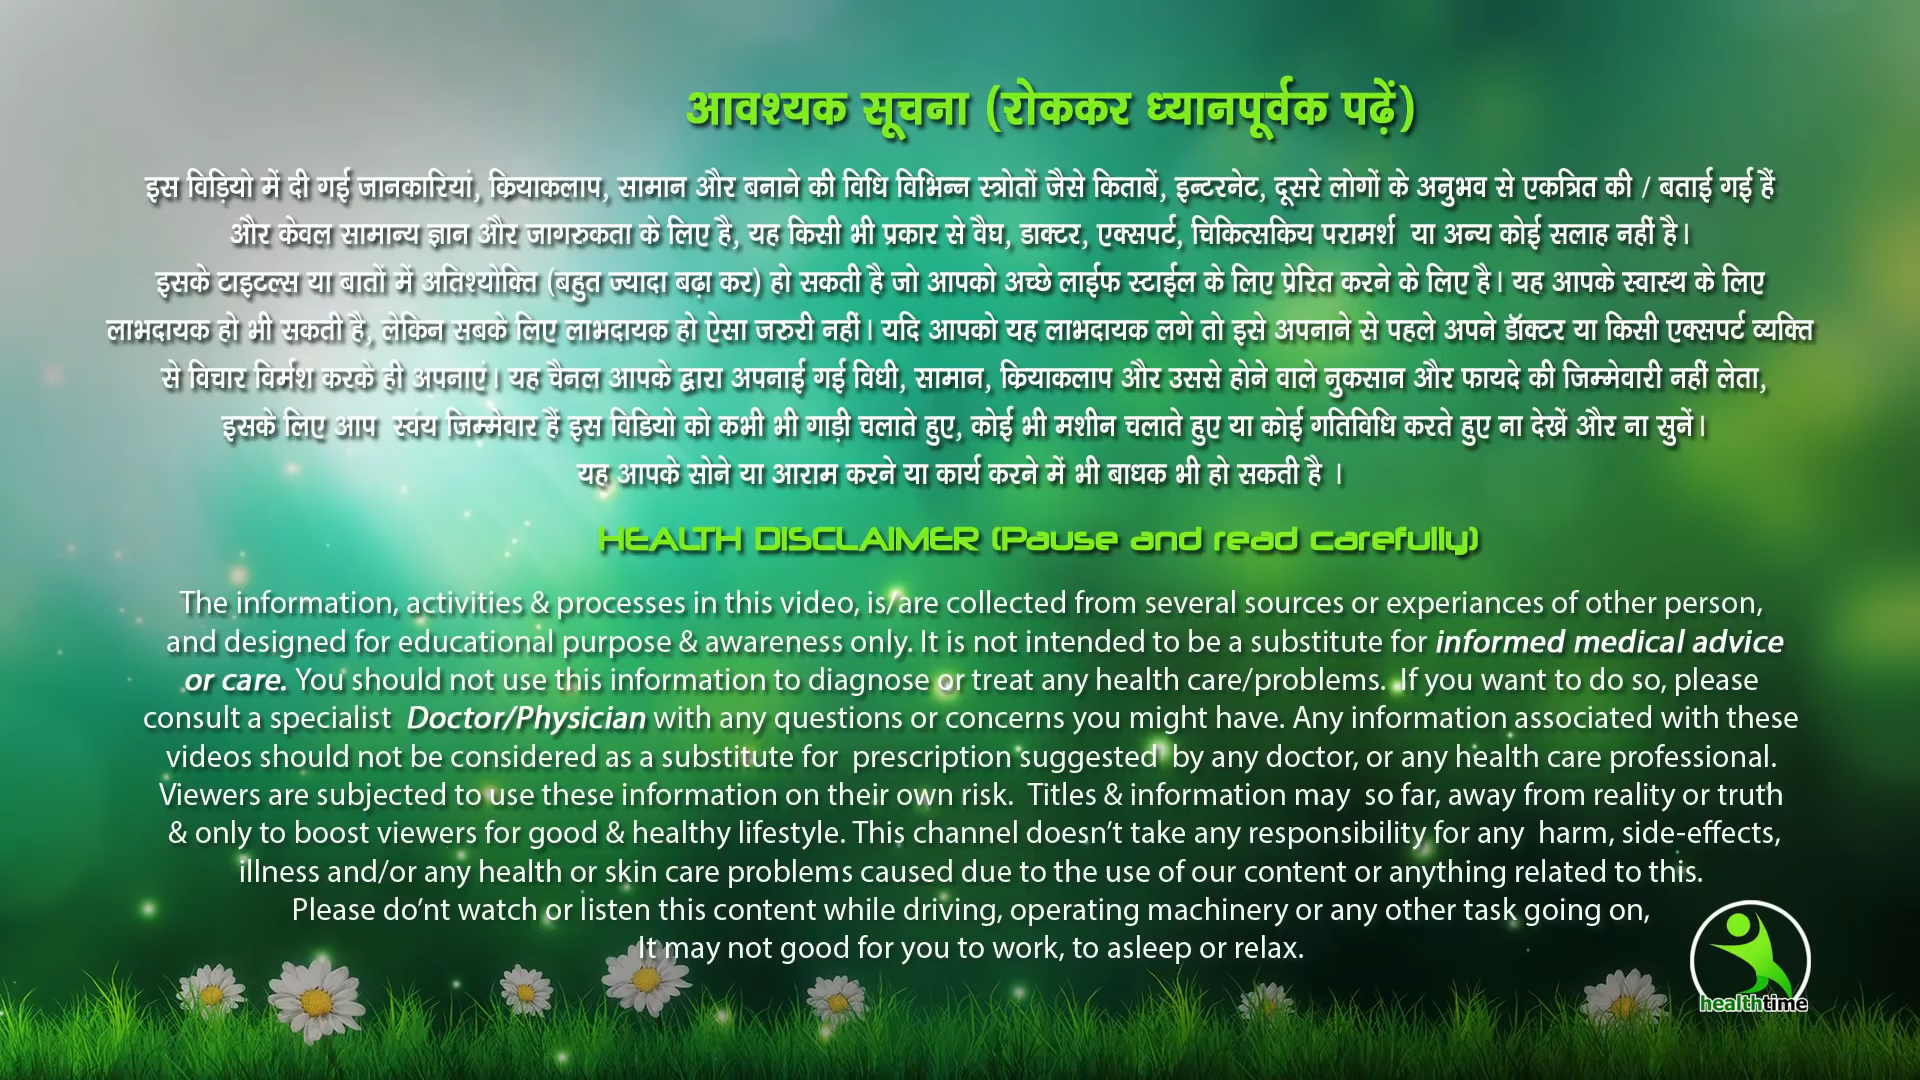 आवश्यक सूचना (रोककर ध्यानपूर्वक पढ़ें)
इस विड़ियो में दी गई जानकारियां, क्रियाकलाप, सामान और बनाने की विधि विभिन्न स्त्रोतों जैसे किताबें, इन्टरनेट, दूसरे लोगों के अनुभव से एकत्रित की / बताई गई हैं
और केवल सामान्य ज्ञान और जागरुकता के लिए है, यह किसी भी प्रकार से वैघ, डाक्टर, एक्सपर्ट, चिकित्सकिय परामर्श या अन्य कोई सलाह नहीं है।
इसके टाइटल्स या बातों में अतिश्योक्ति (बहुत ज्यादा बढ़ा कर) हो सकती है जो आपको अच्छे लाईफ स्टाईल के लिए प्रेरित करने के लिए है। यह आपके स्वास्थ के लिए
लाभदायक हो भी सकती है, लेकिन सबके लिए लाभदायक हो ऐसा जरुरी नहीं। यदि आपको यह लाभदायक लगे तो इसे अपनाने से पहले अपने डॅाक्टर या किसी एक्सपर्ट व्यक्ति
से विचार विर्मश करके ही अपनाएं। यह चैनल आपके द्वारा अपनाई गई विधी, सामान, क्रियाकलाप और उससे होने वाले नुकसान और फायदे की जिम्मेवारी नहीं लेता,
इसके लिए आप स्वंय जिम्मेवार हैं इस विडियो को कभी भी गाड़ी चलाते हुए, कोई भी मशीन चलाते हुए या कोई गतिविधि करते हुए ना देखें और ना सुनें।
यह आपके सोने या आराम करने या कार्य करने में भी बाधक भी हो सकती है ।
HEALTH DISCLAIMER (Pause and read carefully)
The information, activities & processes in this video, is/are collected from several sources or experiances of other person,
and designed for educational purpose & awareness only. It is not intended to be a substitute for informed medical advice
or care. You should not use this information to diagnose or treat any health care/problems. If you want to do so, please
consult a specialist Doctor/Physician with any questions or concerns you might have. Any information associated with these
videos should not be considered as a substitute for prescription suggested by any doctor, or any health care professional.
Viewers are subjected to use these information on their own risk. Titles & information may so far, away from reality or truth
& only to boost viewers for good & healthy lifestyle. This channel doesn't take any responsibility for any harm, side-effects,
illness and/or any health or skin care problems caused due to the use of our content or anything related to this.
Please do'nt watch or listen this content while driving, operating machinery or any other task going on,
It may not good for you to work, to asleep or relax.
healthtime